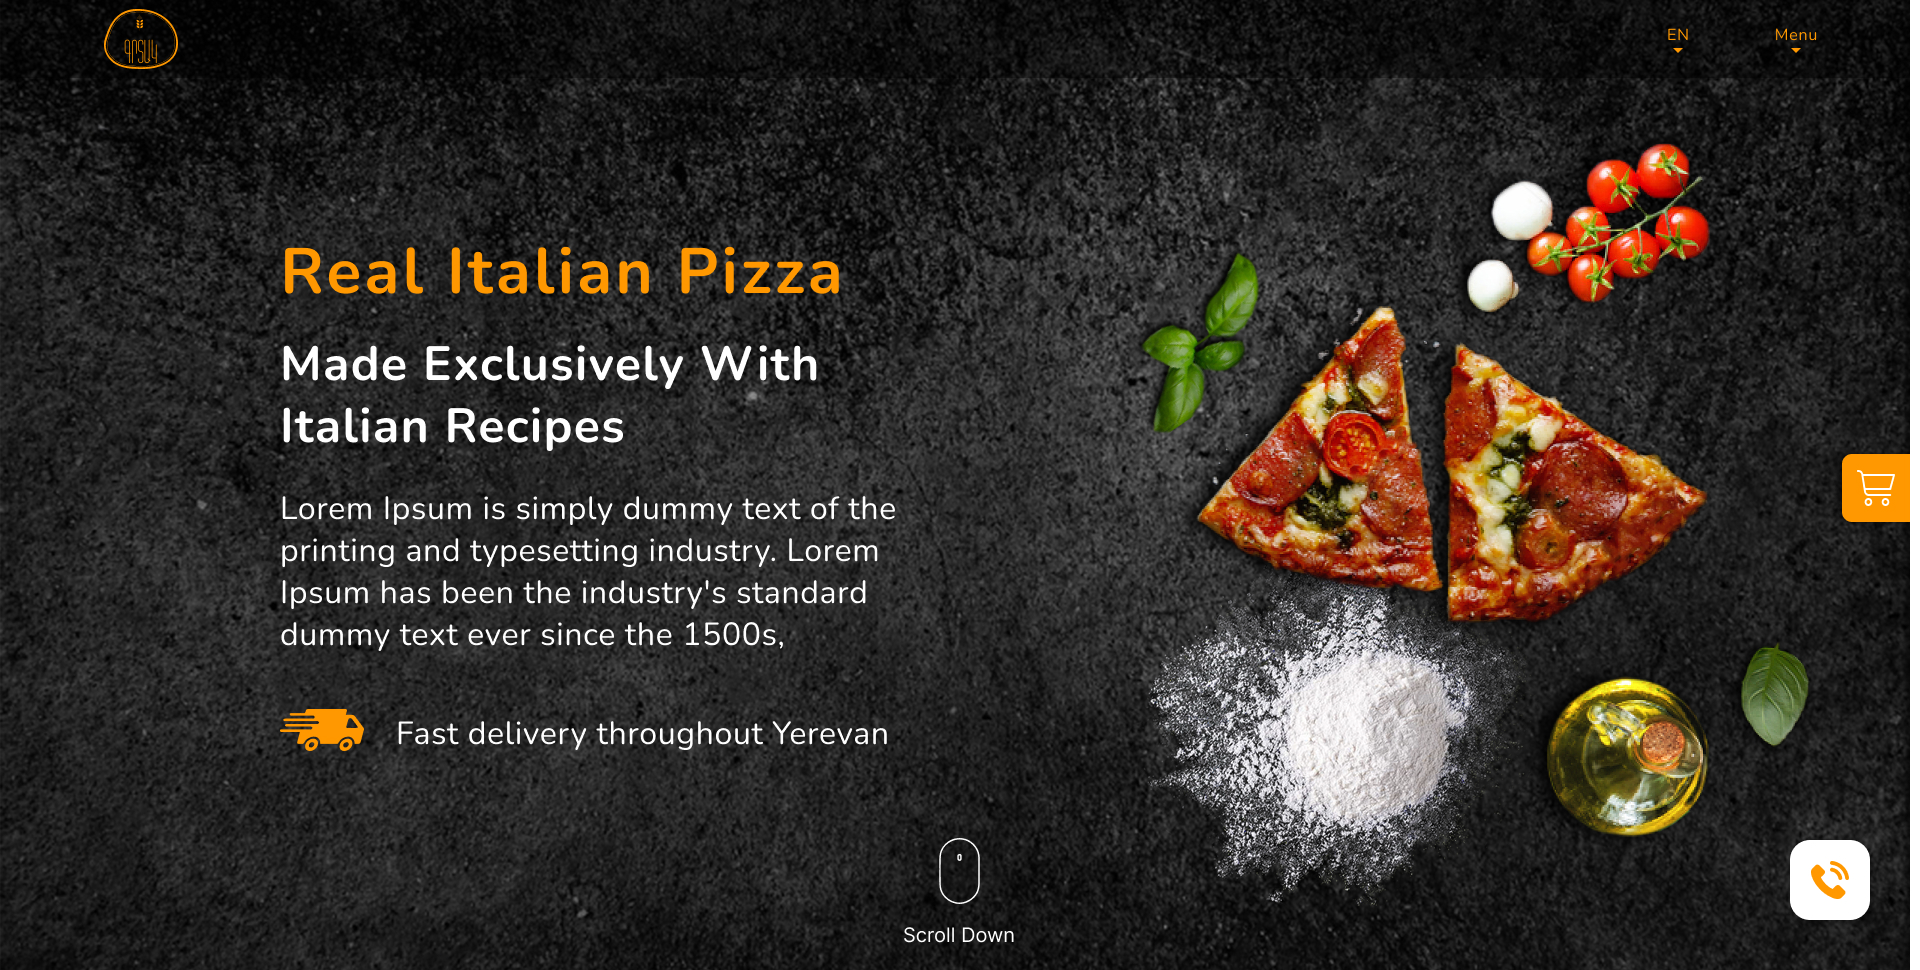 EN
Menu
Real Italian Pizza
Made Exclusively With
Italian Recipes
Lorem Ipsum is simply dummy text of the
printing and typesetting industry. Lorem
Ipsum has been the industry's standard
dummy text ever since the 1500s,
Fast delivery throughout Yerevan
Scroll Down